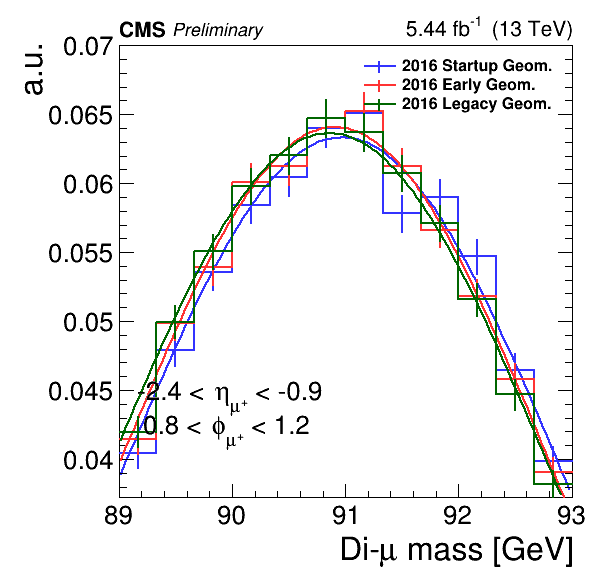 CMS Preliminary 5.44 fb⁻¹ (13 TeV)
a.u.
0.07
0.065
0.06
0.055
0.05
0.045
0.04
2016 Startup Geom.
2016 Early Geom.
2016 Legacy Geom.
-2.4 < η_μ⁺ < -0.9
0.8 < ϕ_μ⁺ < 1.2
89 90 91 92 93
Di-μ mass [GeV]